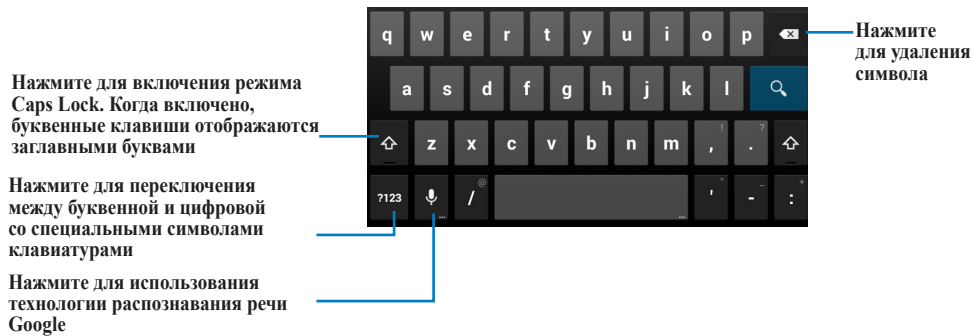 q w e r t y u i o p
a s d f g h j k l
z x c v b n m , ! . ?
?123 / @ ' " - _ : +
Нажмите
для удаления
символа
Нажмите для включения режима
Caps Lock. Когда включено,
буквенные клавиши отображаются
заглавными буквами
Нажмите для переключения
между буквенной и цифровой
со специальными символами
клавиатурами
Нажмите для использования
технологии распознавания речи
Google